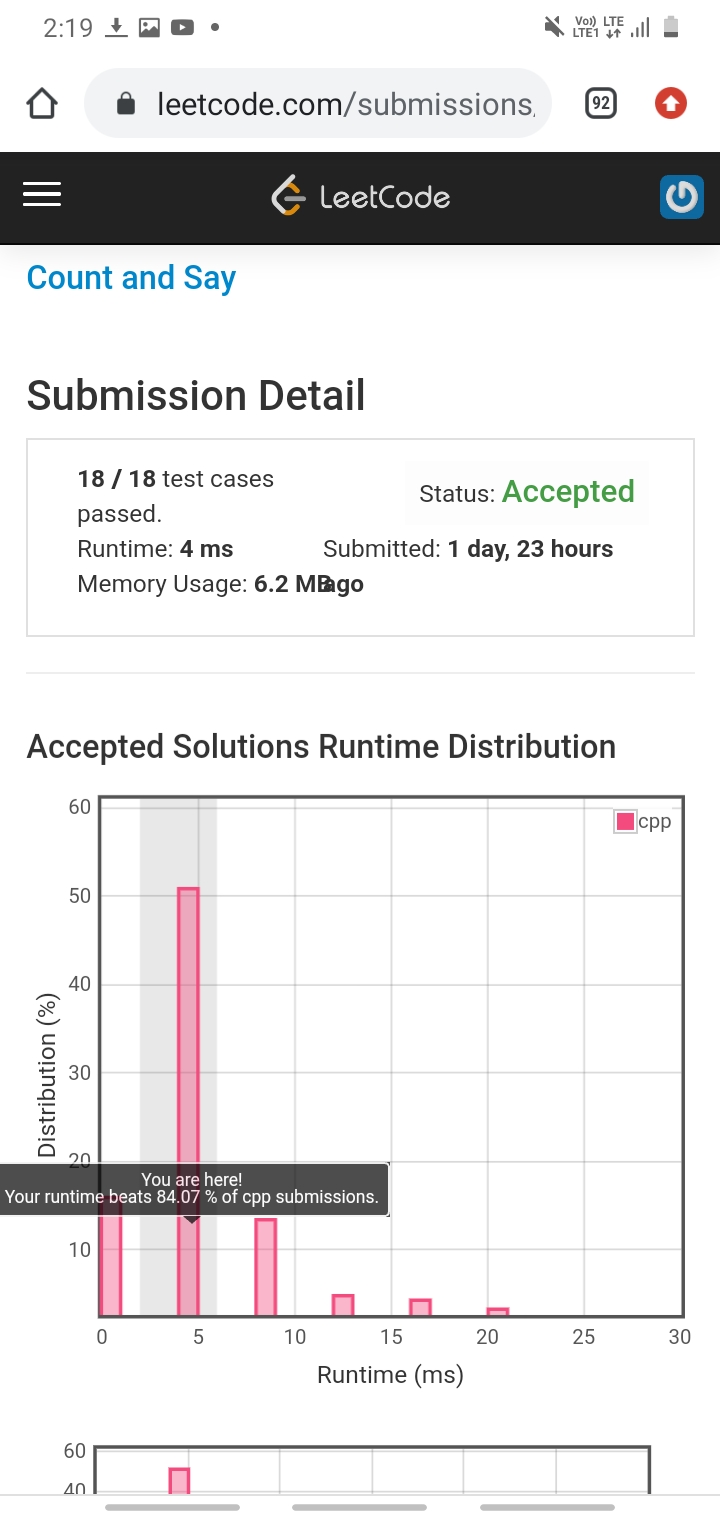 2:19
Vo)) LTE
LTE1
leetcode.com/submissions
92
LeetCode
Count and Say
Submission Detail
18 / 18 test cases
passed.
Status: Accepted
Runtime: 4 ms
Submitted: 1 day, 23 hours
Memory Usage: 6.2 MB
ago
Accepted Solutions Runtime Distribution
60
cpp
50
40
30
Distribution (%)
20
You are here!
Your runtime beats 84.07 % of cpp submissions.
10
0 5 10 15 20 25 30
Runtime (ms)
60
40